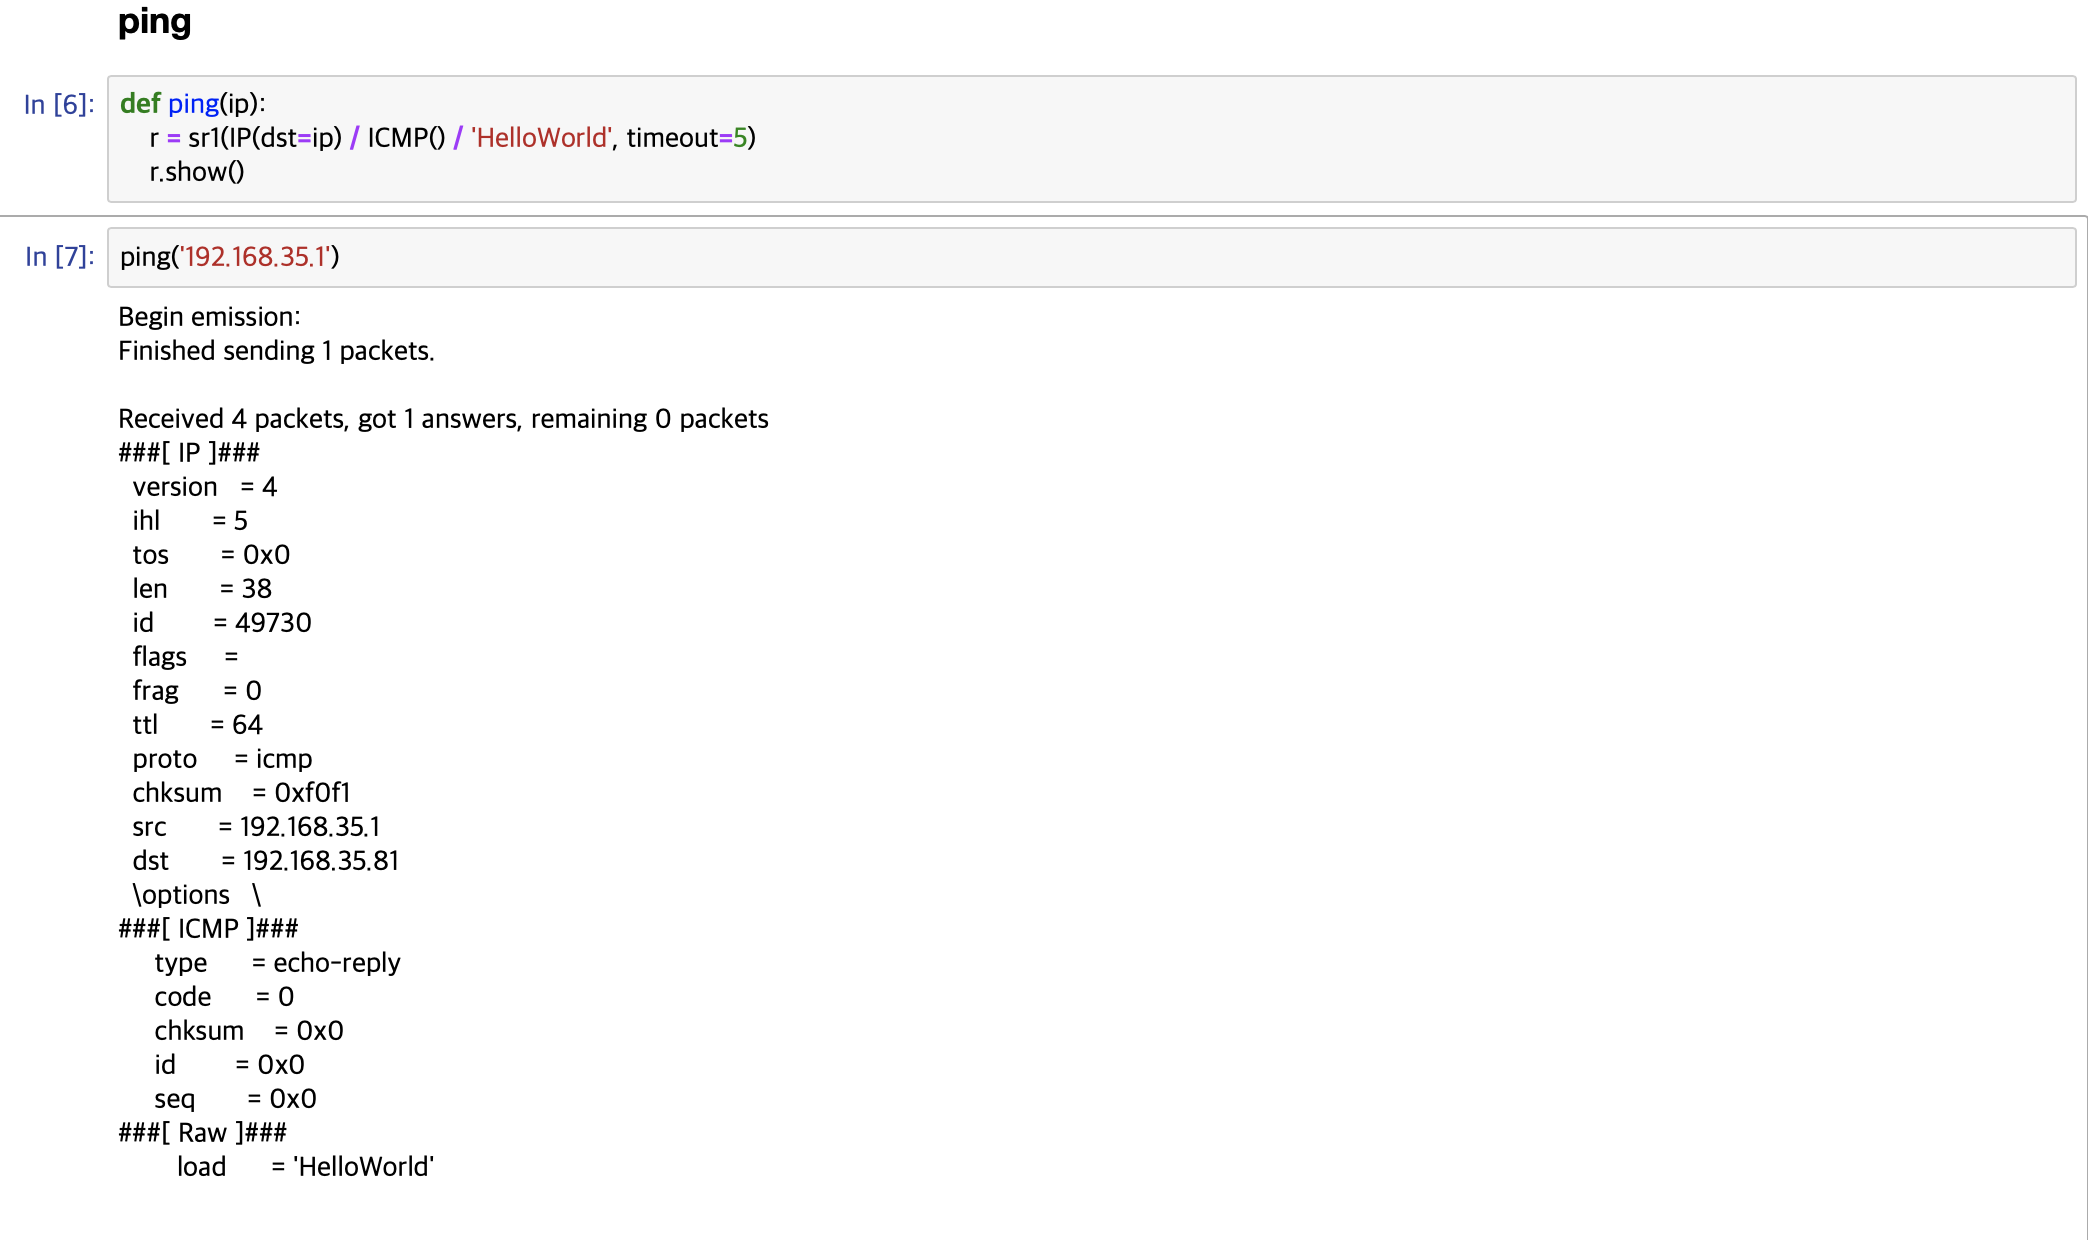 ping
In [6]: def ping(ip):
    r = sr1(IP(dst=ip) / ICMP() / 'HelloWorld', timeout=5)
    r.show()
In [7]: ping('192.168.35.1')
Begin emission:
Finished sending 1 packets.
Received 4 packets, got 1 answers, remaining 0 packets
###[ IP ]###
  version   = 4
  ihl       = 5
  tos       = 0x0
  len       = 38
  id        = 49730
  flags     =
  frag      = 0
  ttl       = 64
  proto     = icmp
  chksum    = 0xf0f1
  src       = 192.168.35.1
  dst       = 192.168.35.81
  \options   \
###[ ICMP ]###
     type      = echo-reply
     code      = 0
     chksum    = 0x0
     id        = 0x0
     seq       = 0x0
###[ Raw ]###
        load      = 'HelloWorld'